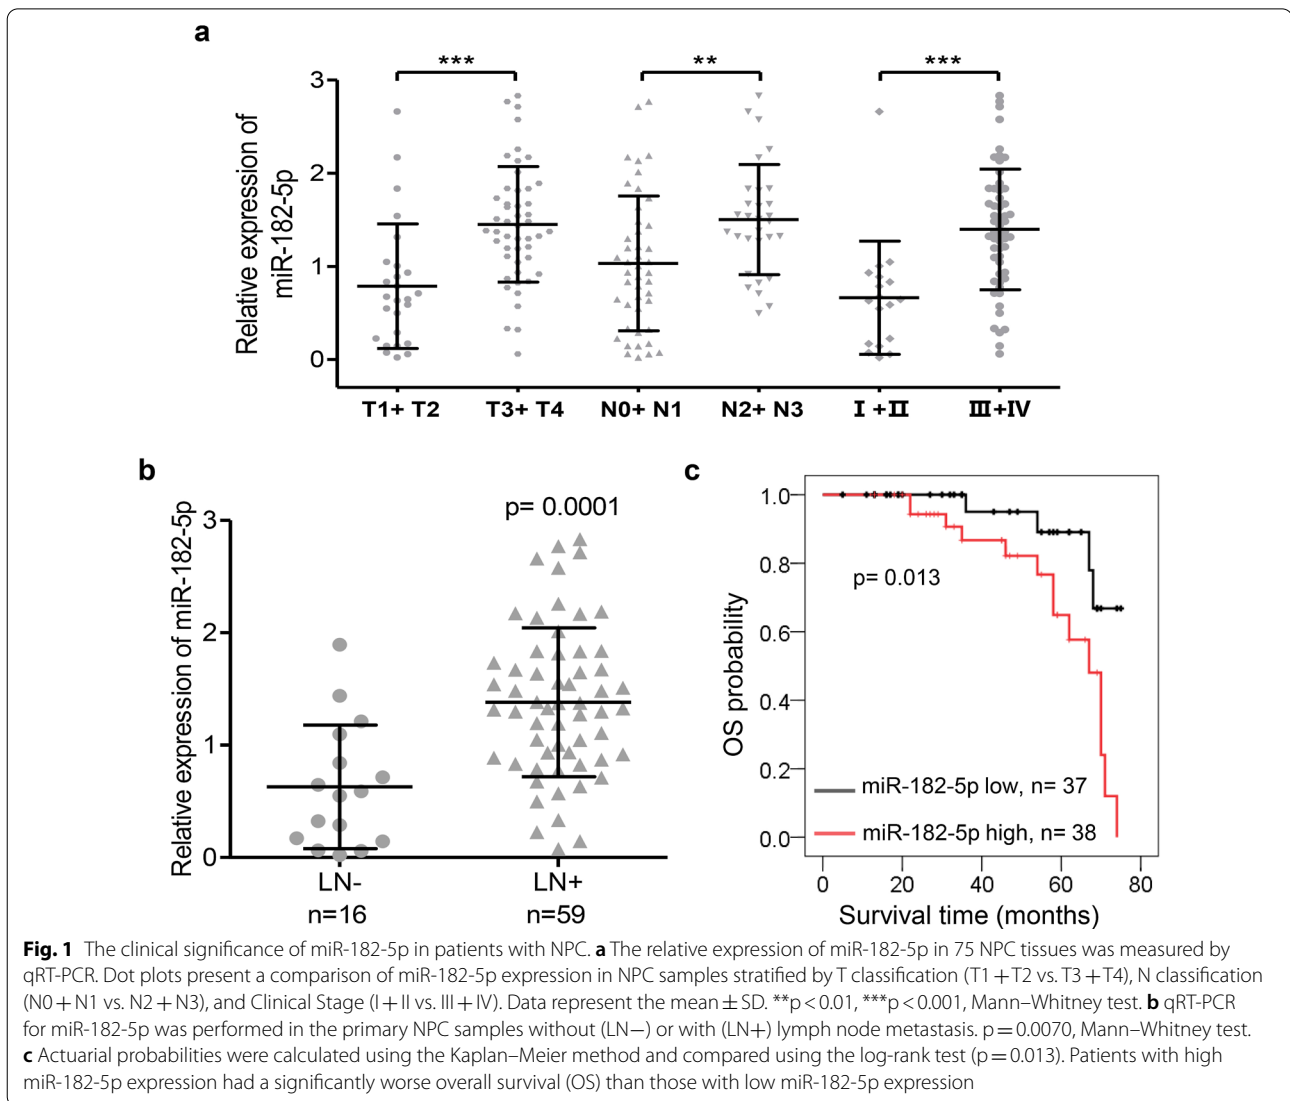 a
*** ** ***
3
2
1
0
Relative expression of
miR-182-5p
T1+ T2 T3+ T4 N0+ N1 N2+ N3 I +II III+IV
b
p= 0.0001
3
2
1
0
Relative expression of miR-182-5p
LN- LN+
n=16 n=59
c
1.0
0.8
0.6
0.4
0.2
0.0
OS probability
p= 0.013
miR-182-5p low, n= 37
miR-182-5p high, n= 38
0 20 40 60 80
Survival time (months)
Fig. 1 The clinical significance of miR-182-5p in patients with NPC. a The relative expression of miR-182-5p in 75 NPC tissues was measured by
qRT-PCR. Dot plots present a comparison of miR-182-5p expression in NPC samples stratified by T classification (T1+T2 vs. T3+T4), N classification
(N0+N1 vs. N2+N3), and Clinical Stage (I+II vs. III+IV). Data represent the mean±SD. **p<0.01, ***p<0.001, Mann–Whitney test. b qRT-PCR
for miR-182-5p was performed in the primary NPC samples without (LN−) or with (LN+) lymph node metastasis. p=0.0070, Mann–Whitney test.
c Actuarial probabilities were calculated using the Kaplan–Meier method and compared using the log-rank test (p=0.013). Patients with high
miR-182-5p expression had a significantly worse overall survival (OS) than those with low miR-182-5p expression